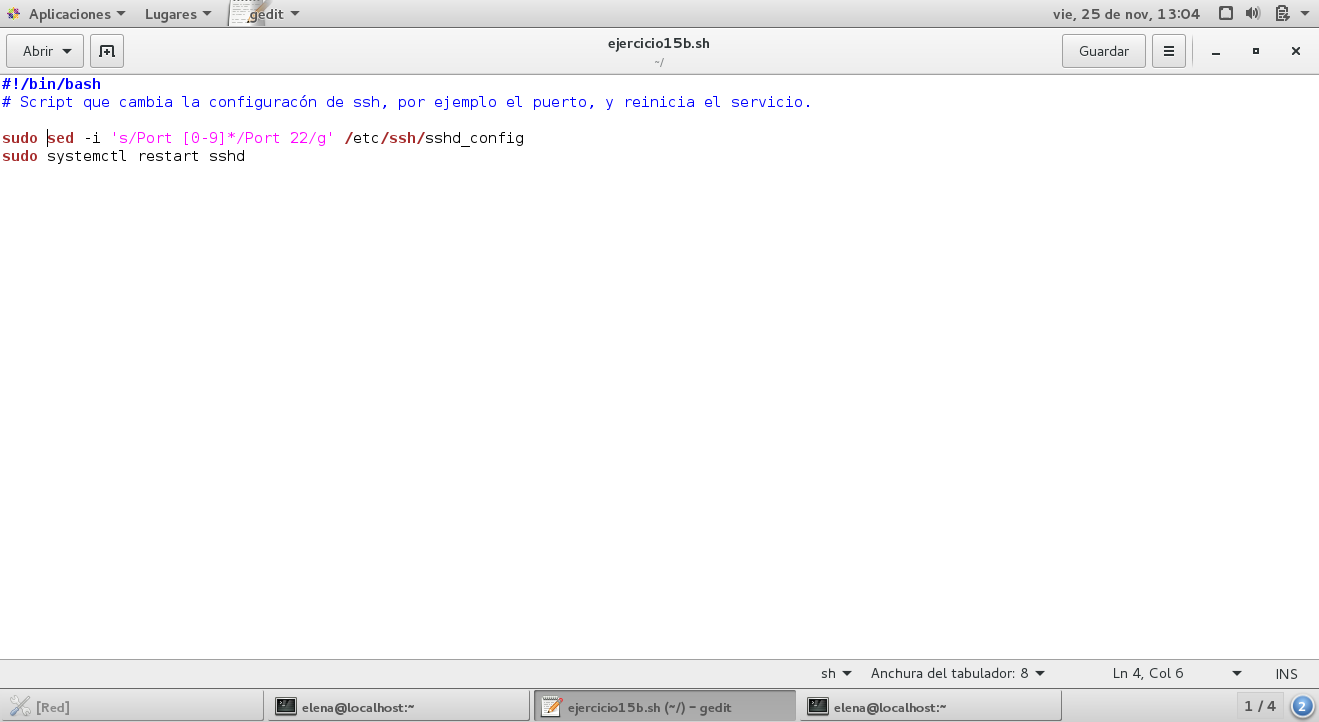 Aplicaciones Lugares gedit vie, 25 de nov, 13:04
Abrir ejercicio15b.sh Guardar
~/
#!/bin/bash
# Script que cambia la configuracón de ssh, por ejemplo el puerto, y reinicia el servicio.
sudo sed -i 's/Port [0-9]*/Port 22/g' /etc/ssh/sshd_config
sudo systemctl restart sshd
sh Anchura del tabulador: 8 Ln 4, Col 6 INS
[Red] elena@localhost:~ ejercicio15b.sh (~/) - gedit elena@localhost:~ 1 / 4 2